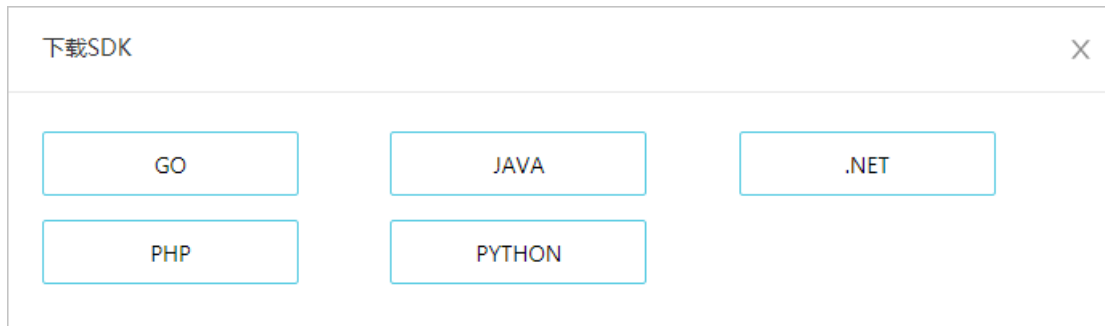 下载SDK
X
GO
JAVA
.NET
PHP
PYTHON